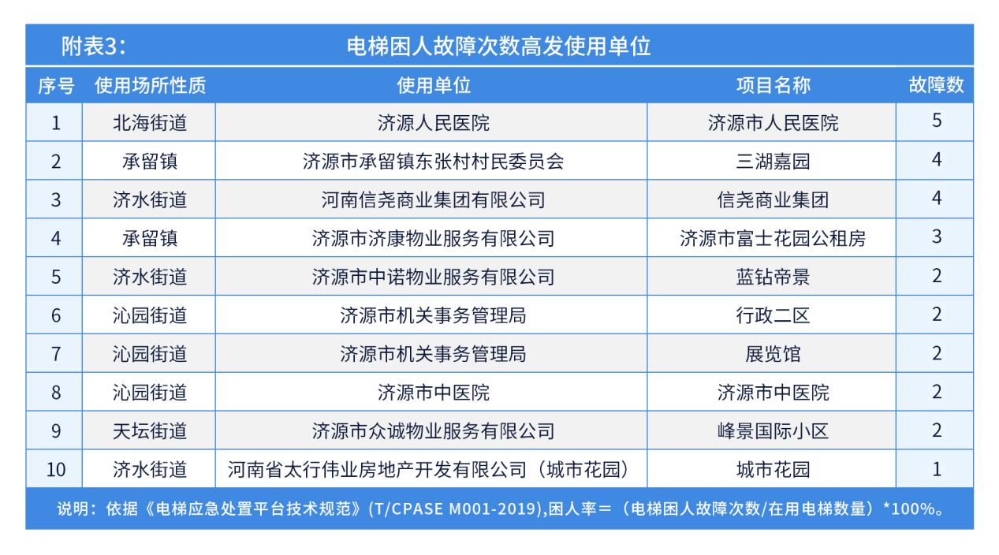 附表3： 电梯困人故障次数高发使用单位
序号 使用场所性质 使用单位 项目名称 故障数
1 北海街道 济源人民医院 济源市人民医院 5
2 承留镇 济源市承留镇东张村村民委员会 三湖嘉园 4
3 济水街道 河南信尧商业集团有限公司 信尧商业集团 4
4 承留镇 济源市济康物业服务有限公司 济源市富士花园公租房 3
5 济水街道 济源市中诺物业服务有限公司 蓝钻帝景 2
6 沁园街道 济源市机关事务管理局 行政二区 2
7 沁园街道 济源市机关事务管理局 展览馆 2
8 沁园街道 济源市中医院 济源市中医院 2
9 天坛街道 济源市众诚物业服务有限公司 峰景国际小区 2
10 济水街道 河南省太行伟业房地产开发有限公司（城市花园） 城市花园 1
说明：依据《电梯应急处置平台技术规范》(T/CPASE M001-2019),困人率＝（电梯困人故障次数/在用电梯数量）*100%。